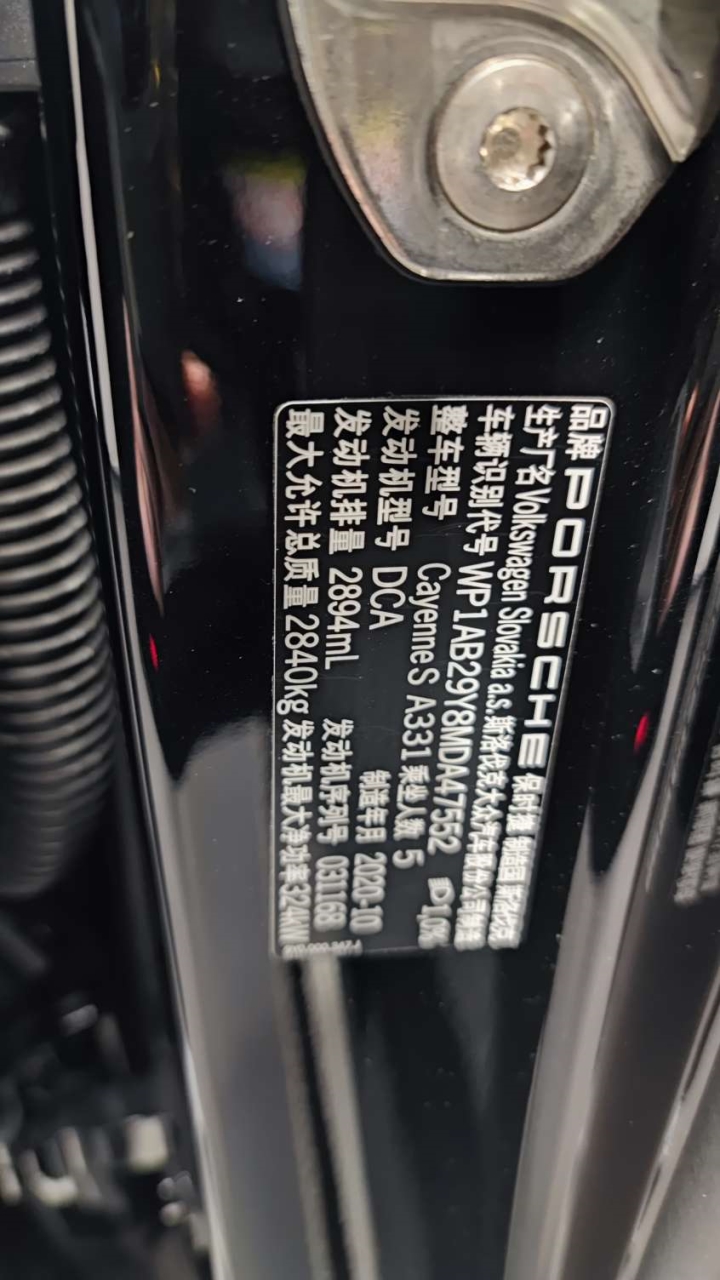 品牌 PORSCHE 保时捷 制造国 斯洛伐克
生产厂名 Volkswagen Slovakia a.s. 斯洛伐克大众汽车股份公司制造
车辆识别代号 WP1AB29Y8MDA47552
整车型号 Cayenne S A331 乘坐人数 5
发动机型号 DCA 制造年月 2020-10
发动机排量 2894mL 发动机序列号 031168
最大允许总质量 2840kg 发动机最大净功率 324kW